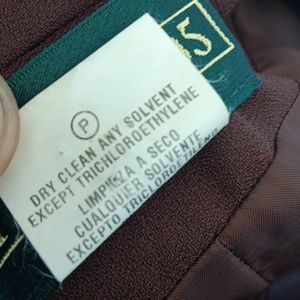 P
DRY CLEAN ANY SOLVENT
EXCEPT TRICHLOROETHYLENE
LIMPIEZA A SECO
CUALQUIER SOLVENTE
EXCEPTO TRICLOROETILENO
5